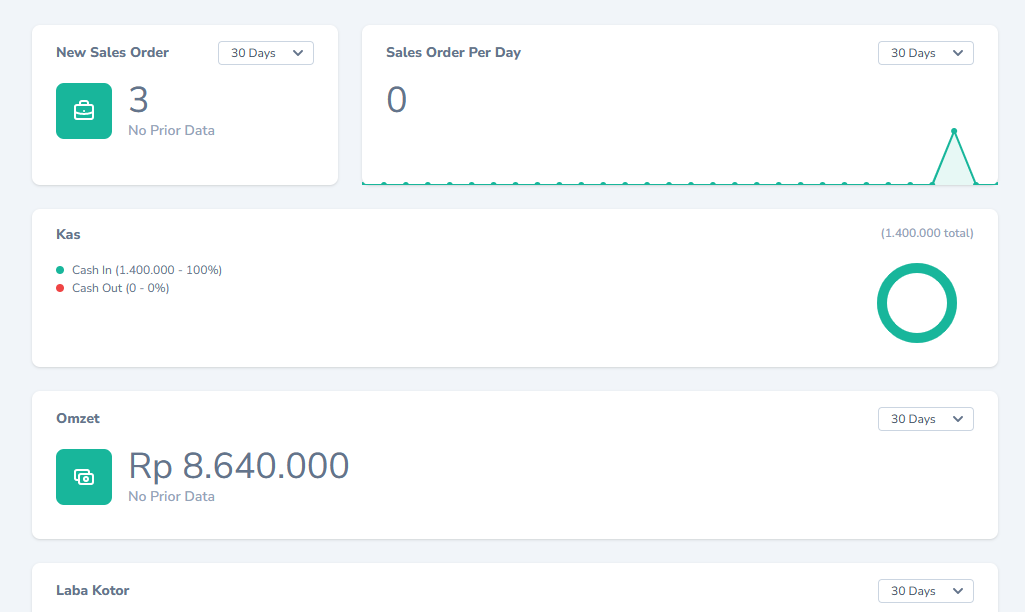 New Sales Order
30 Days
3
No Prior Data
Sales Order Per Day
30 Days
0
Kas
(1.400.000 total)
Cash In (1.400.000 - 100%)
Cash Out (0 - 0%)
Omzet
30 Days
Rp 8.640.000
No Prior Data
Laba Kotor
30 Days